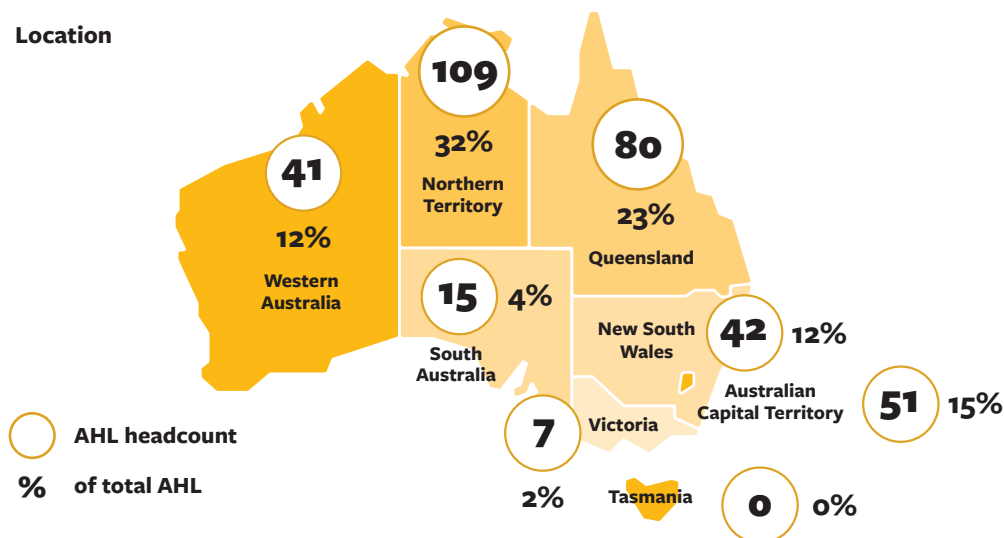 Location
109
32%
Northern
Territory
41
12%
Western
Australia
80
23%
Queensland
15 4%
South
Australia
New South
Wales
42 12%
Australian
Capital Territory
51 15%
7
2%
Victoria
Tasmania
0 0%
AHL headcount
% of total AHL